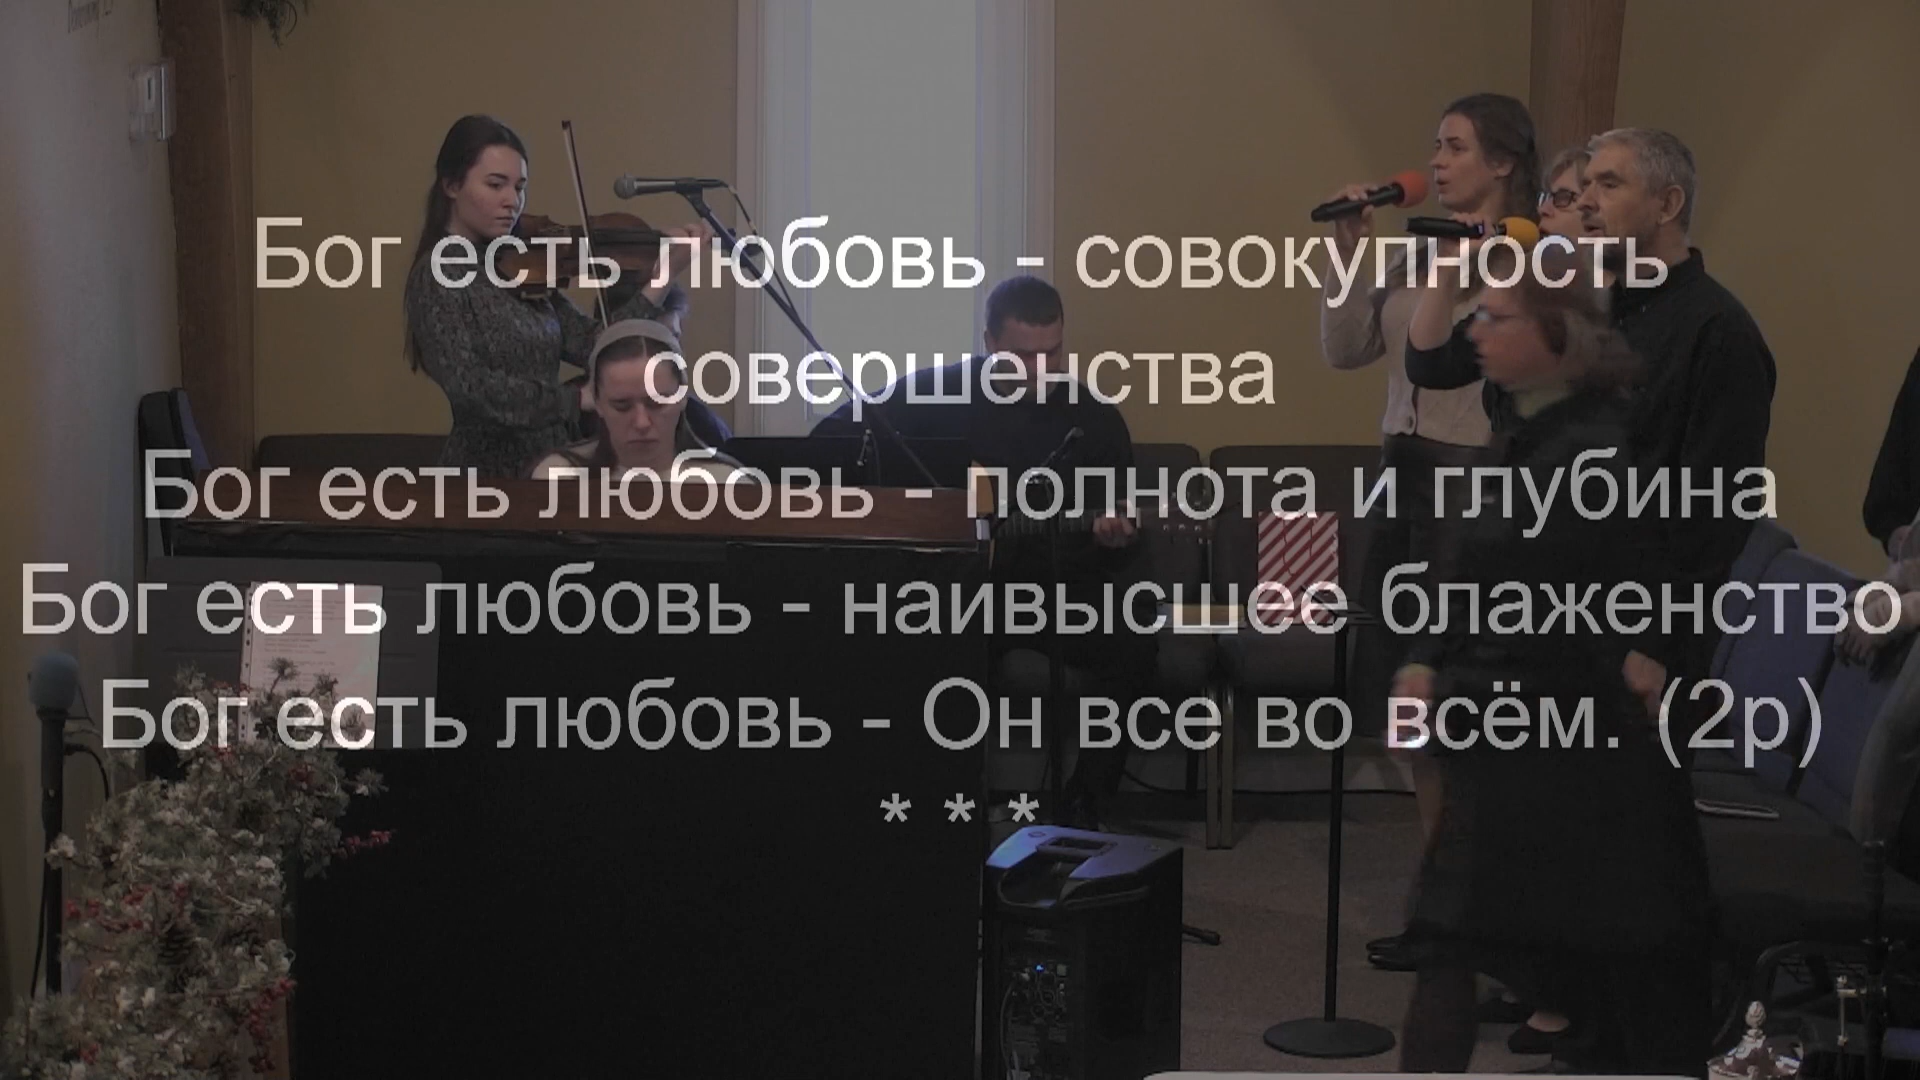 Бог есть любовь - совокупность
совершенства
Бог есть любовь - полнота и глубина
Бог есть любовь - наивысшее блаженство
Бог есть любовь - Он все во всём. (2р)
* * *